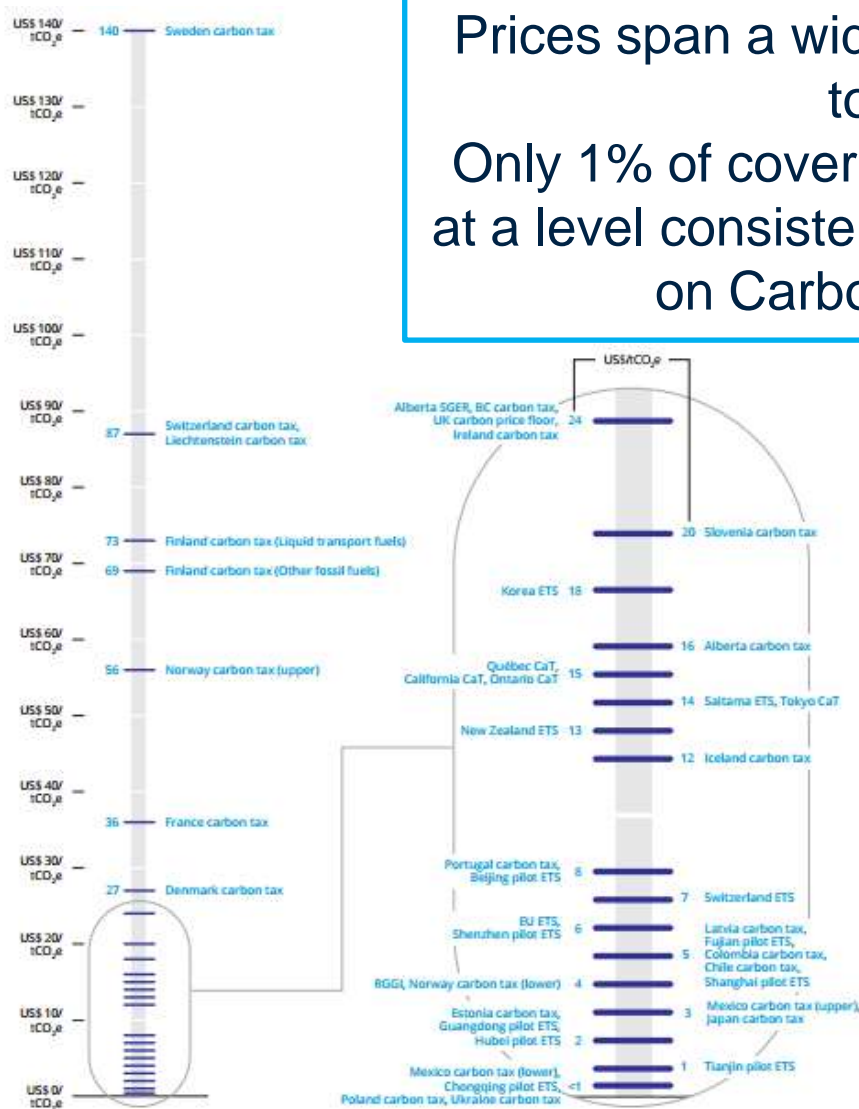 Prices span a wid
to
Only 1% of cover
at a level consiste
on Carbo
US$ 140/
tCO2e
140 Sweden carbon tax
US$ 130/
tCO2e
US$ 120/
tCO2e
US$ 110/
tCO2e
US$ 100/
tCO2e
US$ 90/
tCO2e
87
Switzerland carbon tax,
Liechtenstein carbon tax
US$ 80/
tCO2e
73 Finland carbon tax (Liquid transport fuels)
US$ 70/
tCO2e
69 Finland carbon tax (Other fossil fuels)
US$ 60/
tCO2e
56 Norway carbon tax (upper)
US$ 50/
tCO2e
US$ 40/
tCO2e
36 France carbon tax
US$ 30/
tCO2e
27 Denmark carbon tax
US$ 20/
tCO2e
US$ 10/
tCO2e
US$ 0/
tCO2e
US$/tCO2e
Alberta SGER, BC carbon tax,
UK carbon price floor, 24
Ireland carbon tax
20 Slovenia carbon tax
Korea ETS 18
16 Alberta carbon tax
Québec CaT, 15
California CaT, Ontario CaT
14 Saitama ETS, Tokyo CaT
New Zealand ETS 13
12 Iceland carbon tax
Portugal carbon tax, 8
Beijing pilot ETS
7 Switzerland ETS
EU ETS, 6
Shenzhen pilot ETS
Latvia carbon tax,
Fujian pilot ETS,
5 Colombia carbon tax,
Chile carbon tax,
Shanghai pilot ETS
RGGI, Norway carbon tax (lower) 4
3 Mexico carbon tax (upper),
Japan carbon tax
Estonia carbon tax,
Guangdong pilot ETS,
Hubei pilot ETS 2
1 Tianjin pilot ETS
Mexico carbon tax (lower),
Chongqing pilot ETS, <1
Poland carbon tax, Ukraine carbon tax